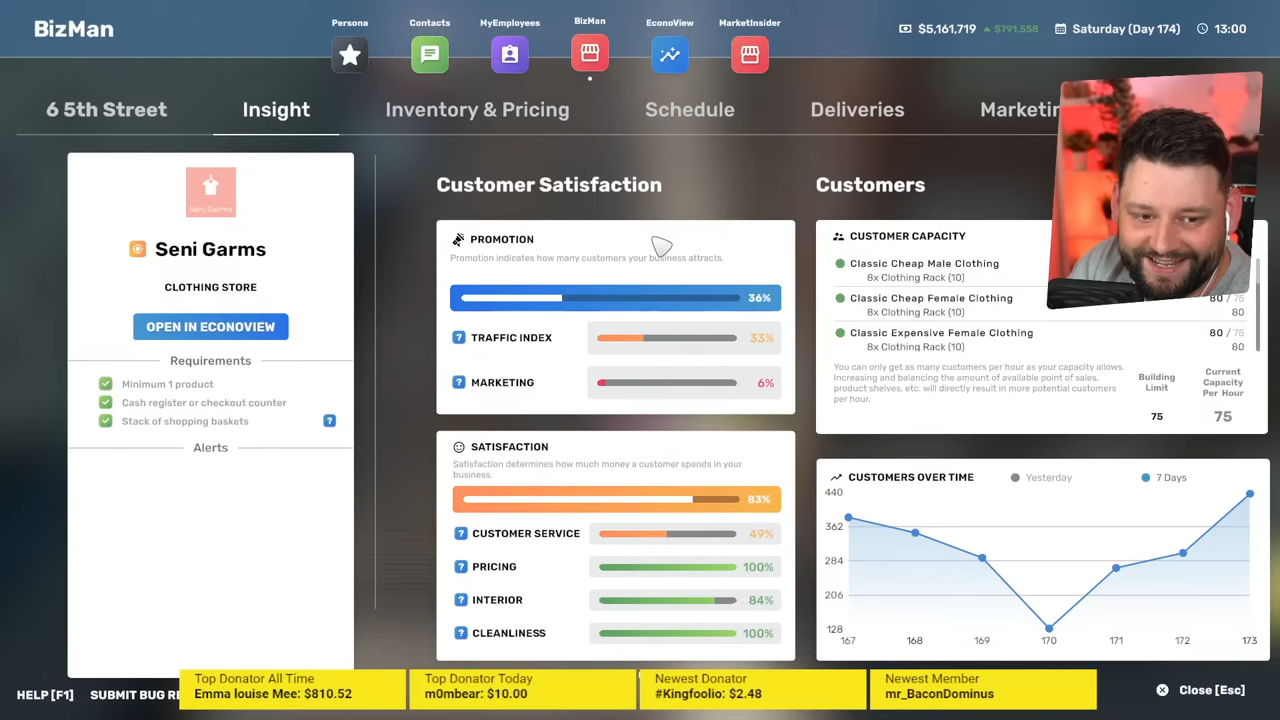 BizMan
Persona
Contacts
MyEmployees
BizMan
EconoView
MarketInsider
$5,161,719 ▲ $791,558
Saturday (Day 174)
13:00
6 5th Street
Insight
Inventory & Pricing
Schedule
Deliveries
Seni Garms
Seni Garms
CLOTHING STORE
OPEN IN ECONOVIEW
Requirements
Minimum 1 product
Cash register or checkout counter
Stack of shopping baskets
?
Alerts
Customer Satisfaction
PROMOTION
Promotion indicates how many customers your business attracts.
36%
? TRAFFIC INDEX 33%
? MARKETING 6%
SATISFACTION
Satisfaction determines how much money a customer spends in your
business.
83%
? CUSTOMER SERVICE 49%
? PRICING 100%
? INTERIOR 84%
? CLEANLINESS 100%
Customers
CUSTOMER CAPACITY
Classic Cheap Male Clothing
8x Clothing Rack (10)
Classic Cheap Female Clothing 80 / 75
8x Clothing Rack (10) 80
Classic Expensive Female Clothing 80 / 75
8x Clothing Rack (10) 80
You can only get as many customers per hour as your capacity allows.
Increasing and balancing the amount of available point of sales,
product shelves, etc. will directly result in more potential customers
per hour.
Building
Limit
75
Current
Capacity
Per Hour
75
CUSTOMERS OVER TIME
Yesterday
7 Days
440
362
284
206
128
167 168 169 170 171 172 173
HELP [F1]
SUBMIT BUG RE
Top Donator All Time
Emma louise Mee: $810.52
Top Donator Today
m0mbear: $10.00
Newest Donator
#Kingfoolio: $2.48
Newest Member
mr_BaconDominus
Close [Esc]